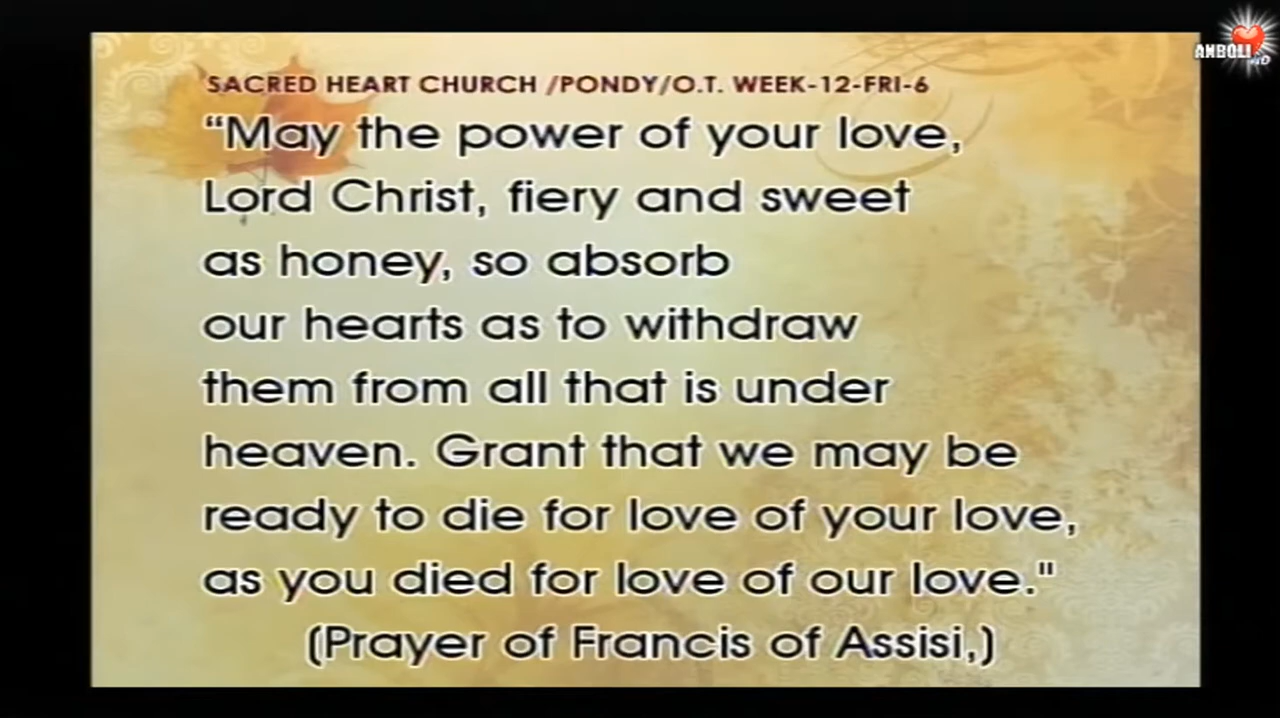 ANBOLI
HD
SACRED HEART CHURCH /PONDY/O.T. WEEK-12-FRI-6
“May the power of your love,
Lord Christ, fiery and sweet
as honey, so absorb
our hearts as to withdraw
them from all that is under
heaven. Grant that we may be
ready to die for love of your love,
as you died for love of our love."
(Prayer of Francis of Assisi,)